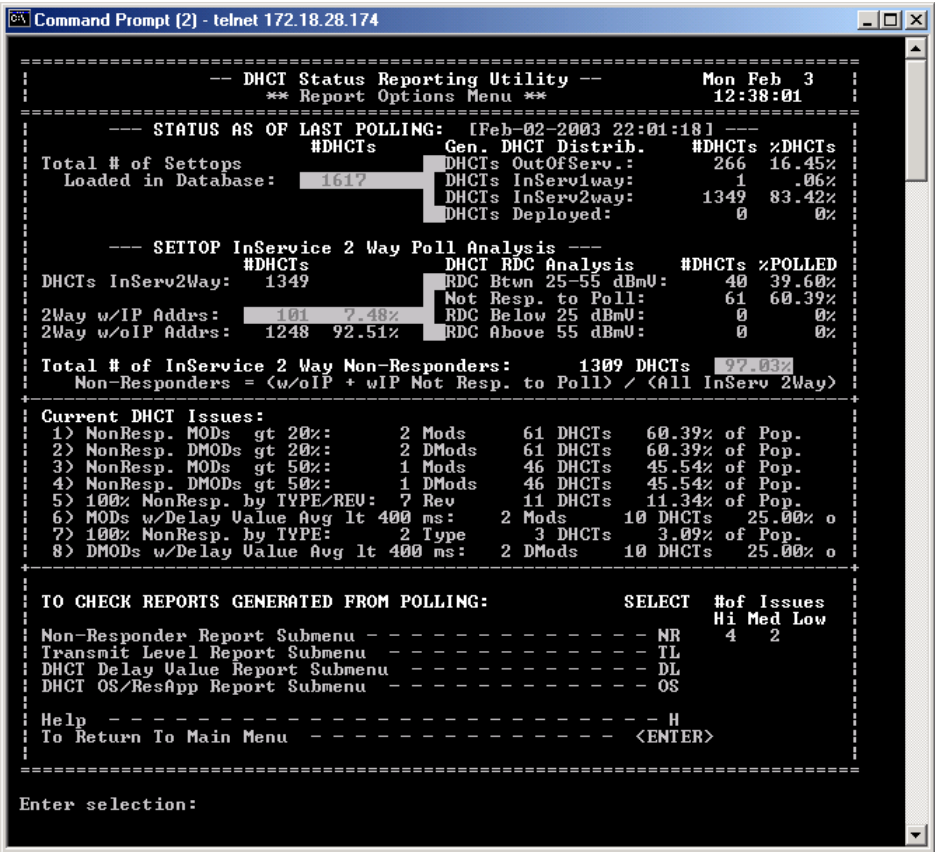 Command Prompt (2) - telnet 172.18.28.174
-- DHCT Status Reporting Utility -- Mon Feb 3
** Report Options Menu ** 12:38:01
--- STATUS AS OF LAST POLLING: [Feb-02-2003 22:01:18] ---
#DHCTs Gen. DHCT Distrib. #DHCTs %DHCTs
Total # of Settops DHCTs OutOfServ.: 266 16.45%
Loaded in Database: 1617 DHCTs InServ1way: 1 .06%
DHCTs InServ2way: 1349 83.42%
DHCTs Deployed: 0 0%
--- SETTOP InService 2 Way Poll Analysis ---
#DHCTs DHCT RDC Analysis #DHCTs %POLLED
DHCTs InServ2Way: 1349 RDC Btwn 25-55 dBmV: 40 39.60%
Not Resp. to Poll: 61 60.39%
2Way w/IP Addrs: 101 7.48% RDC Below 25 dBmV: 0 0%
2Way w/oIP Addrs: 1248 92.51% RDC Above 55 dBmV: 0 0%
Total # of InService 2 Way Non-Responders: 1309 DHCTs 97.03%
Non-Responders = (w/oIP + wIP Not Resp. to Poll) / (All InServ 2Way)
Current DHCT Issues:
1) NonResp. MODs gt 20%: 2 Mods 61 DHCTs 60.39% of Pop.
2) NonResp. DMODs gt 20%: 2 DMods 61 DHCTs 60.39% of Pop.
3) NonResp. MODs gt 50%: 1 Mods 46 DHCTs 45.54% of Pop.
4) NonResp. DMODs gt 50%: 1 DMods 46 DHCTs 45.54% of Pop.
5) 100% NonResp. by TYPE/REV: 7 Rev 11 DHCTs 11.34% of Pop.
6) MODs w/Delay Value Avg lt 400 ms: 2 Mods 10 DHCTs 25.00% o
7) 100% NonResp. by TYPE: 2 Type 3 DHCTs 3.09% of Pop.
8) DMODs w/Delay Value Avg lt 400 ms: 2 DMods 10 DHCTs 25.00% o
TO CHECK REPORTS GENERATED FROM POLLING: SELECT #of Issues
Hi Med Low
Non-Responder Report Submenu - - - - - - - - - - - - - NR 4 2
Transmit Level Report Submenu - - - - - - - - - - - - TL
DHCT Delay Value Report Submenu - - - - - - - - - - - DL
DHCT OS/ResApp Report Submenu - - - - - - - - - - - - OS
Help - - - - - - - - - - - - - - - - - - - - - - - - H
To Return To Main Menu - - - - - - - - - - - - - - <ENTER>
Enter selection: